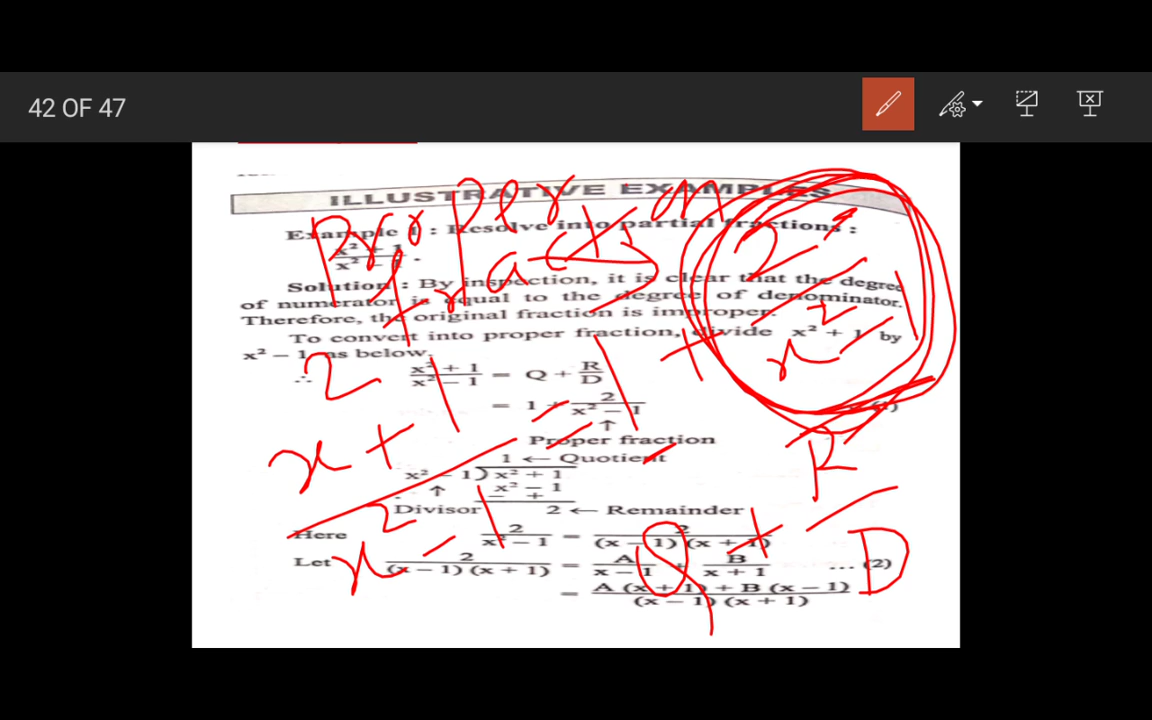 42 OF 47
ILLUSTRATIVE EXAMPLES
Example 1 : Resolve into partial fractions :
x² + 1
x² − 1 .
Solution : By inspection, it is clear that the degree
of numerator is equal to the degree of denominator.
Therefore, the original fraction is improper.
To convert into proper fraction, divide x² + 1 by
x² − 1 as below.
∴ x² + 1 / x² − 1 = Q + R / D
= 1 + 2 / x² − 1 ... (1)
↑
Proper fraction
1 ← Quotient
x² − 1 ) x² + 1
↑ x² − 1
− +
Divisor 2 ← Remainder
Here 2 / x² − 1 = 2 / (x − 1) (x + 1)
Let 2 / (x − 1) (x + 1) = A / x − 1 + B / x + 1 ... (2)
= A (x + 1) + B (x − 1) / (x − 1) (x + 1)
proper
x² + 1 / x² − 1 = 1 + 2 / x² − 1
Q + R / D